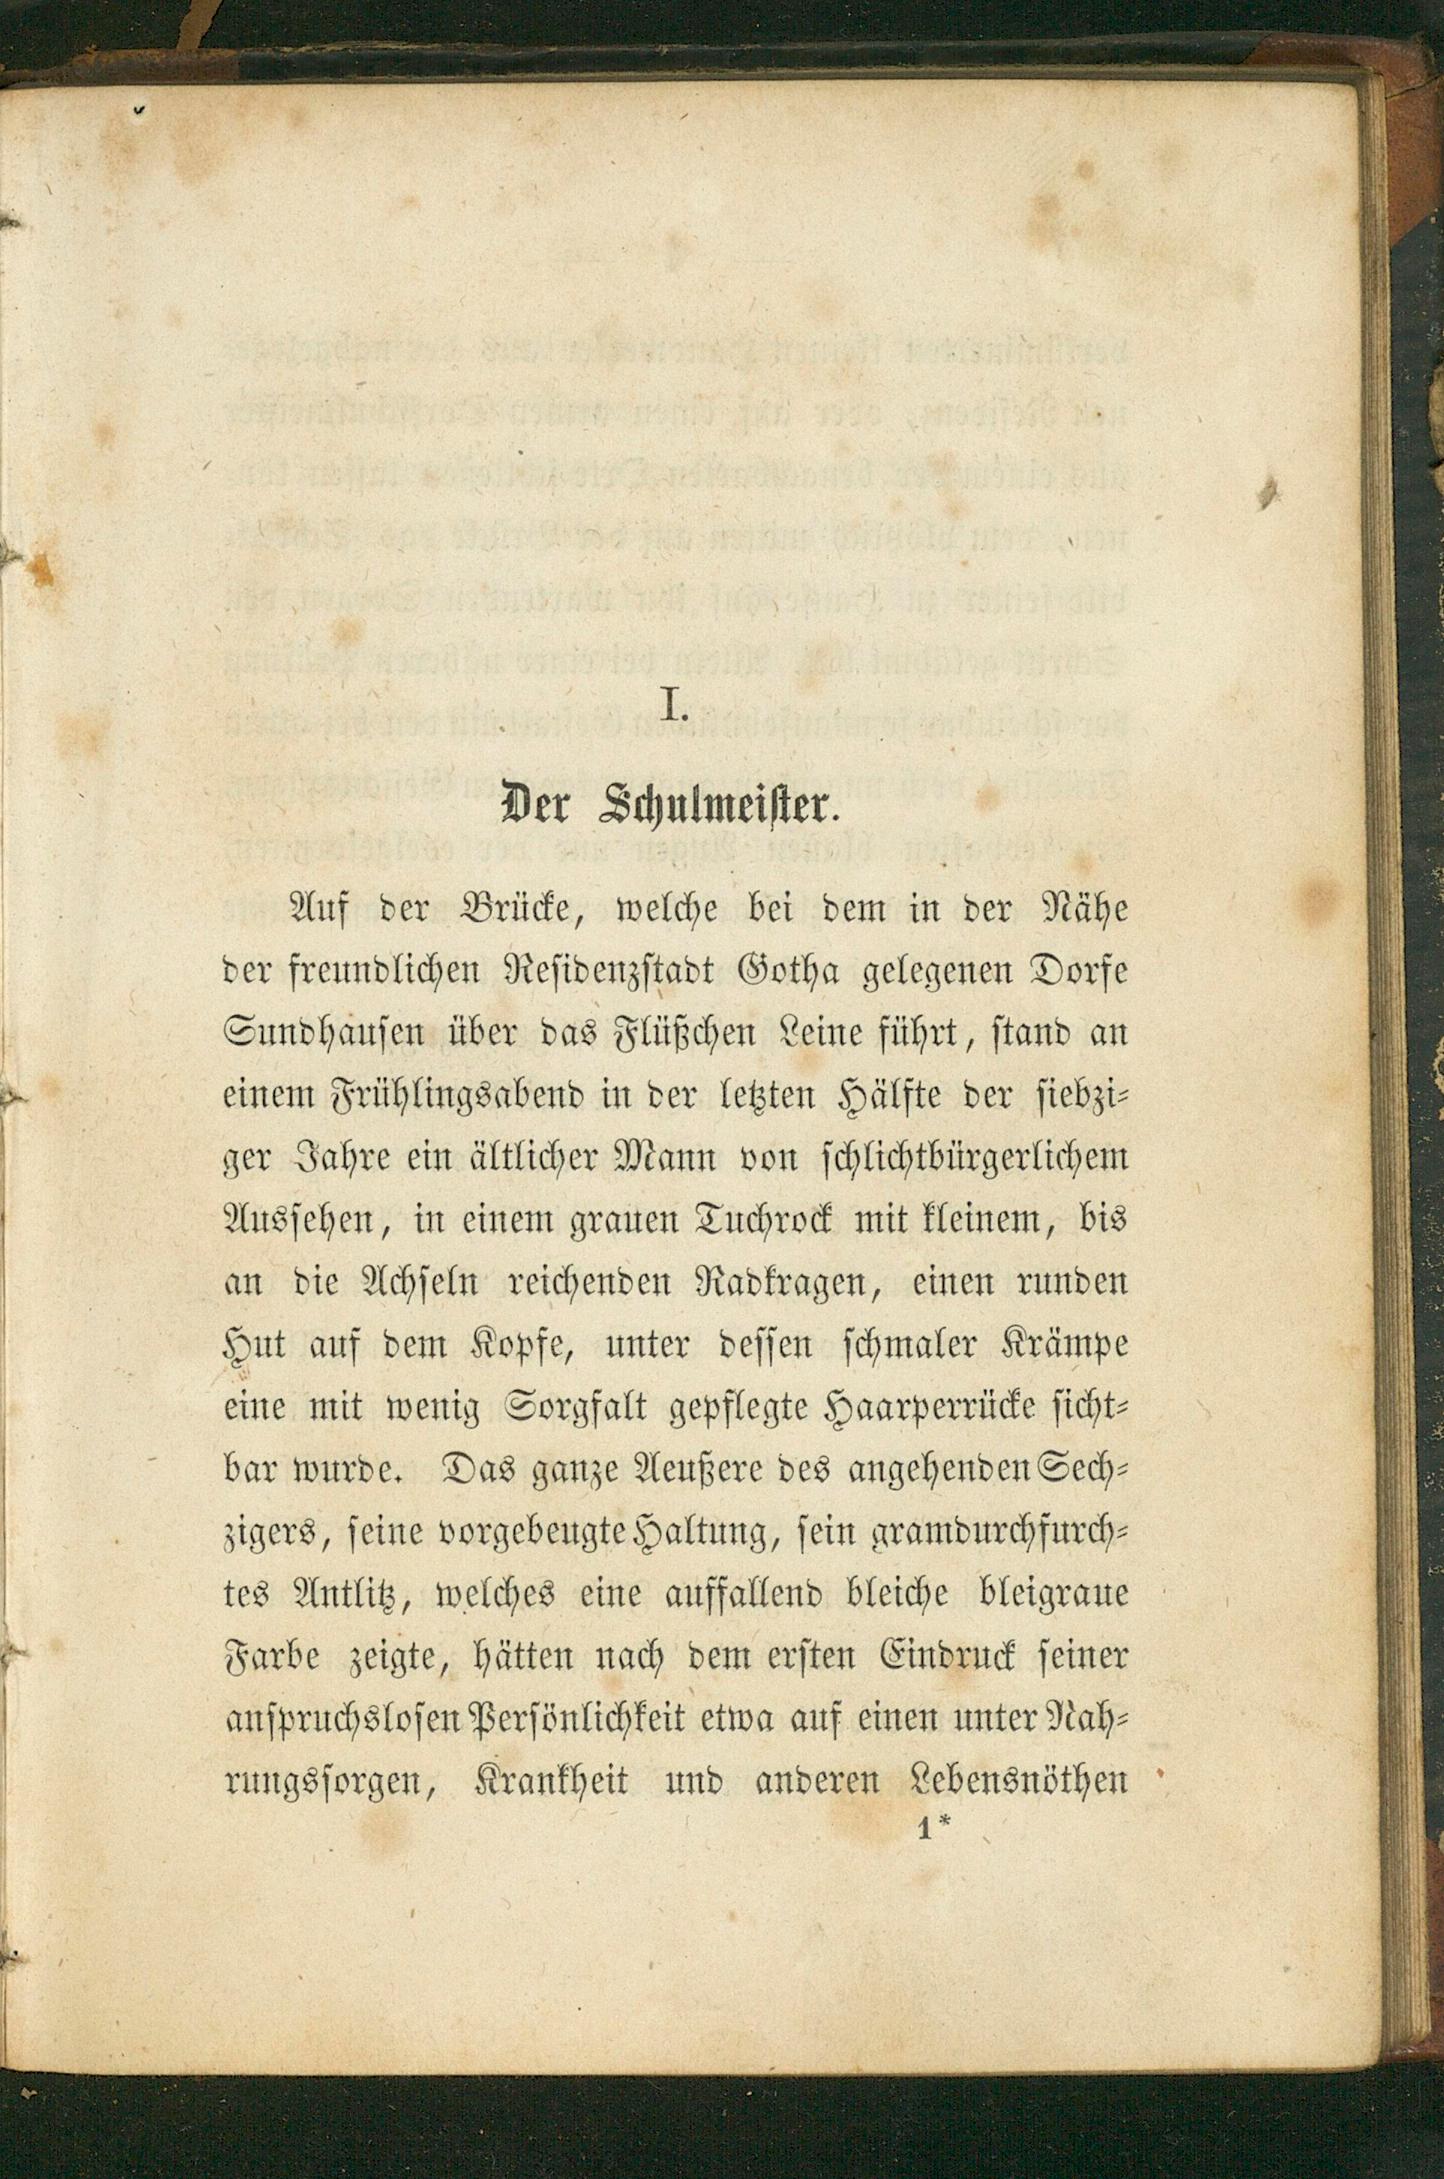 I.
Der Schulmeister.
Auf der Brücke, welche bei dem in der Nähe
der freundlichen Residenzstadt Gotha gelegenen Dorfe
Sundhausen über das Flüßchen Leine führt, stand an
einem Frühlingsabend in der letzten Hälfte der siebzi-
ger Jahre ein ältlicher Mann von schlichtbürgerlichem
Aussehen, in einem grauen Tuchrock mit kleinem, bis
an die Achseln reichenden Radkragen, einen runden
Hut auf dem Kopfe, unter dessen schmaler Krämpe
eine mit wenig Sorgfalt gepflegte Haarperrücke sicht-
bar wurde. Das ganze Aeußere des angehenden Sech-
zigers, seine vorgebeugte Haltung, sein gramdurchfurch-
tes Antlitz, welches eine auffallend bleiche bleigraue
Farbe zeigte, hätten nach dem ersten Eindruck seiner
anspruchslosen Persönlichkeit etwa auf einen unter Nah-
rungssorgen, Krankheit und anderen Lebensnöthen
1*